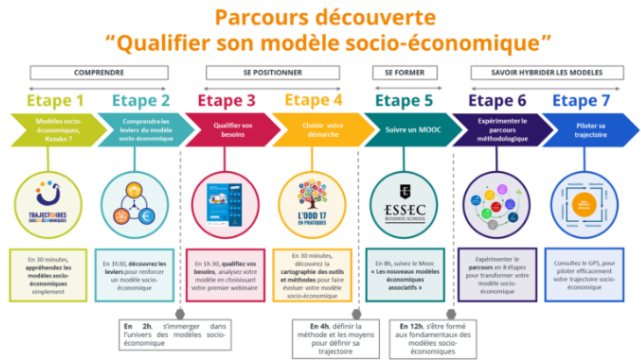 Parcours découverte
“Qualifier son modèle socio-économique”
COMPRENDRE
SE POSITIONNER
SE FORMER
SAVOIR HYBRIDER LES MODELES
Etape 1
Etape 2
Etape 3
Etape 4
Etape 5
Etape 6
Etape 7
Modèles socio-
économiques,
Kezako ?
Comprendre les
leviers du modèle
socio-économique
Qualifier vos
besoins
Choisir votre
démarche
Suivre un MOOC
Expérimenter le
parcours
méthodologique
Piloter sa
trajectoire
TRAJECTOIRES
SOCIO-ÉCONOMIQUES
L'ODD 17
EN PRATIQUES
ESSEC
BUSINESS SCHOOL
En 30 minutes,
appréhendez les
modèles socio-
économiques
simplement
En 1h30, découvrez les
leviers pour renforcer
un modèle socio-
économique
En 1h30, qualifiez vos
besoins, analysez votre
modèle en choisissant
votre premier webinaire
En 30 minutes,
découvrez la
cartographie des outils
et méthodes pour faire
évoluer votre modèle
socio-économique
En 8h, suivez le Mooc
« Les nouveaux modèles
économiques
associatifs »
Expérimenter le
parcours en 8 étapes
pour transformer votre
modèle socio-
économique
Consultez le GPS, pour
piloter efficacement
votre trajectoire socio-
économique
En 2h, s'immerger dans
l'univers des modèles socio-
économique
En 4h, définir la
méthode et les moyens
pour définir sa
trajectoire
En 12h, s'être formé
aux fondamentaux des
modèles socio-
économiques